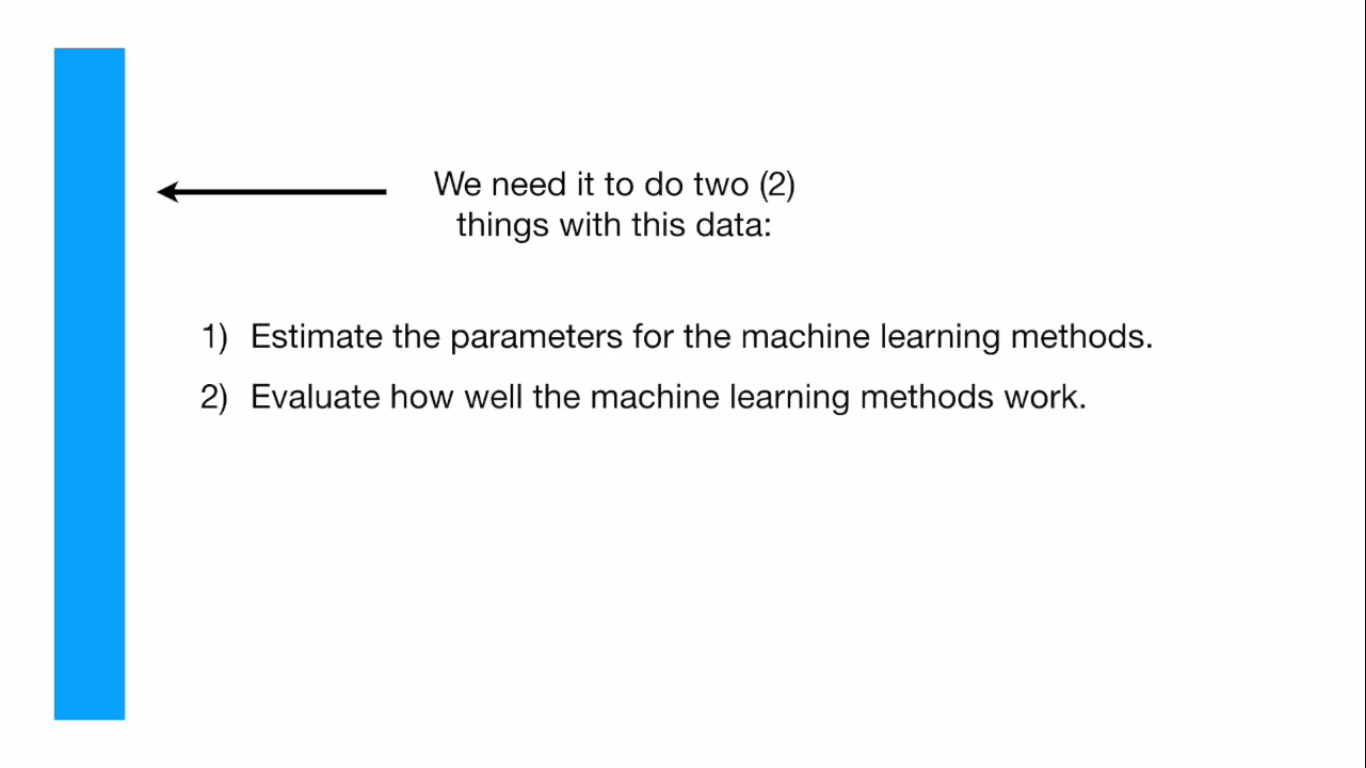 We need it to do two (2)
things with this data:
1) Estimate the parameters for the machine learning methods.
2) Evaluate how well the machine learning methods work.